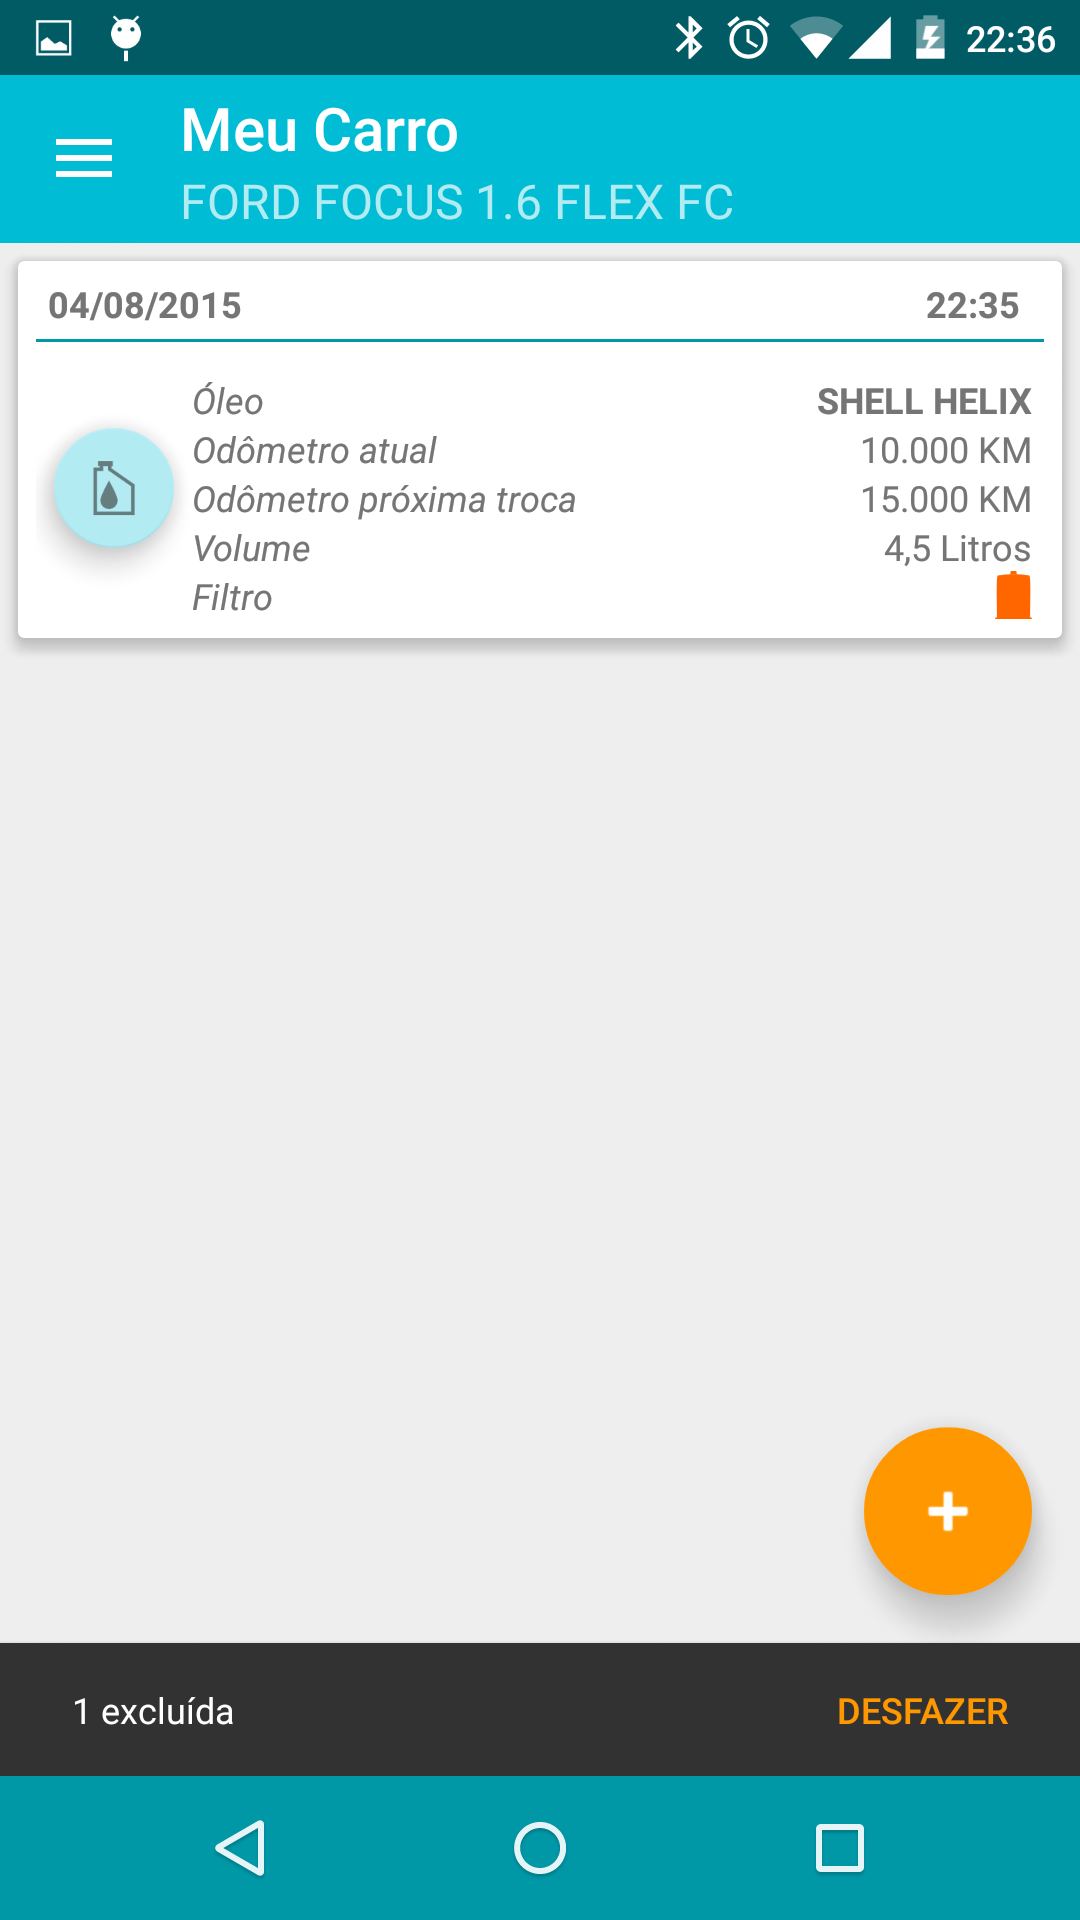 22:36
Meu Carro
FORD FOCUS 1.6 FLEX FC
04/08/2015 22:35
Óleo SHELL HELIX
Odômetro atual 10.000 KM
Odômetro próxima troca 15.000 KM
Volume 4,5 Litros
Filtro
1 excluída DESFAZER